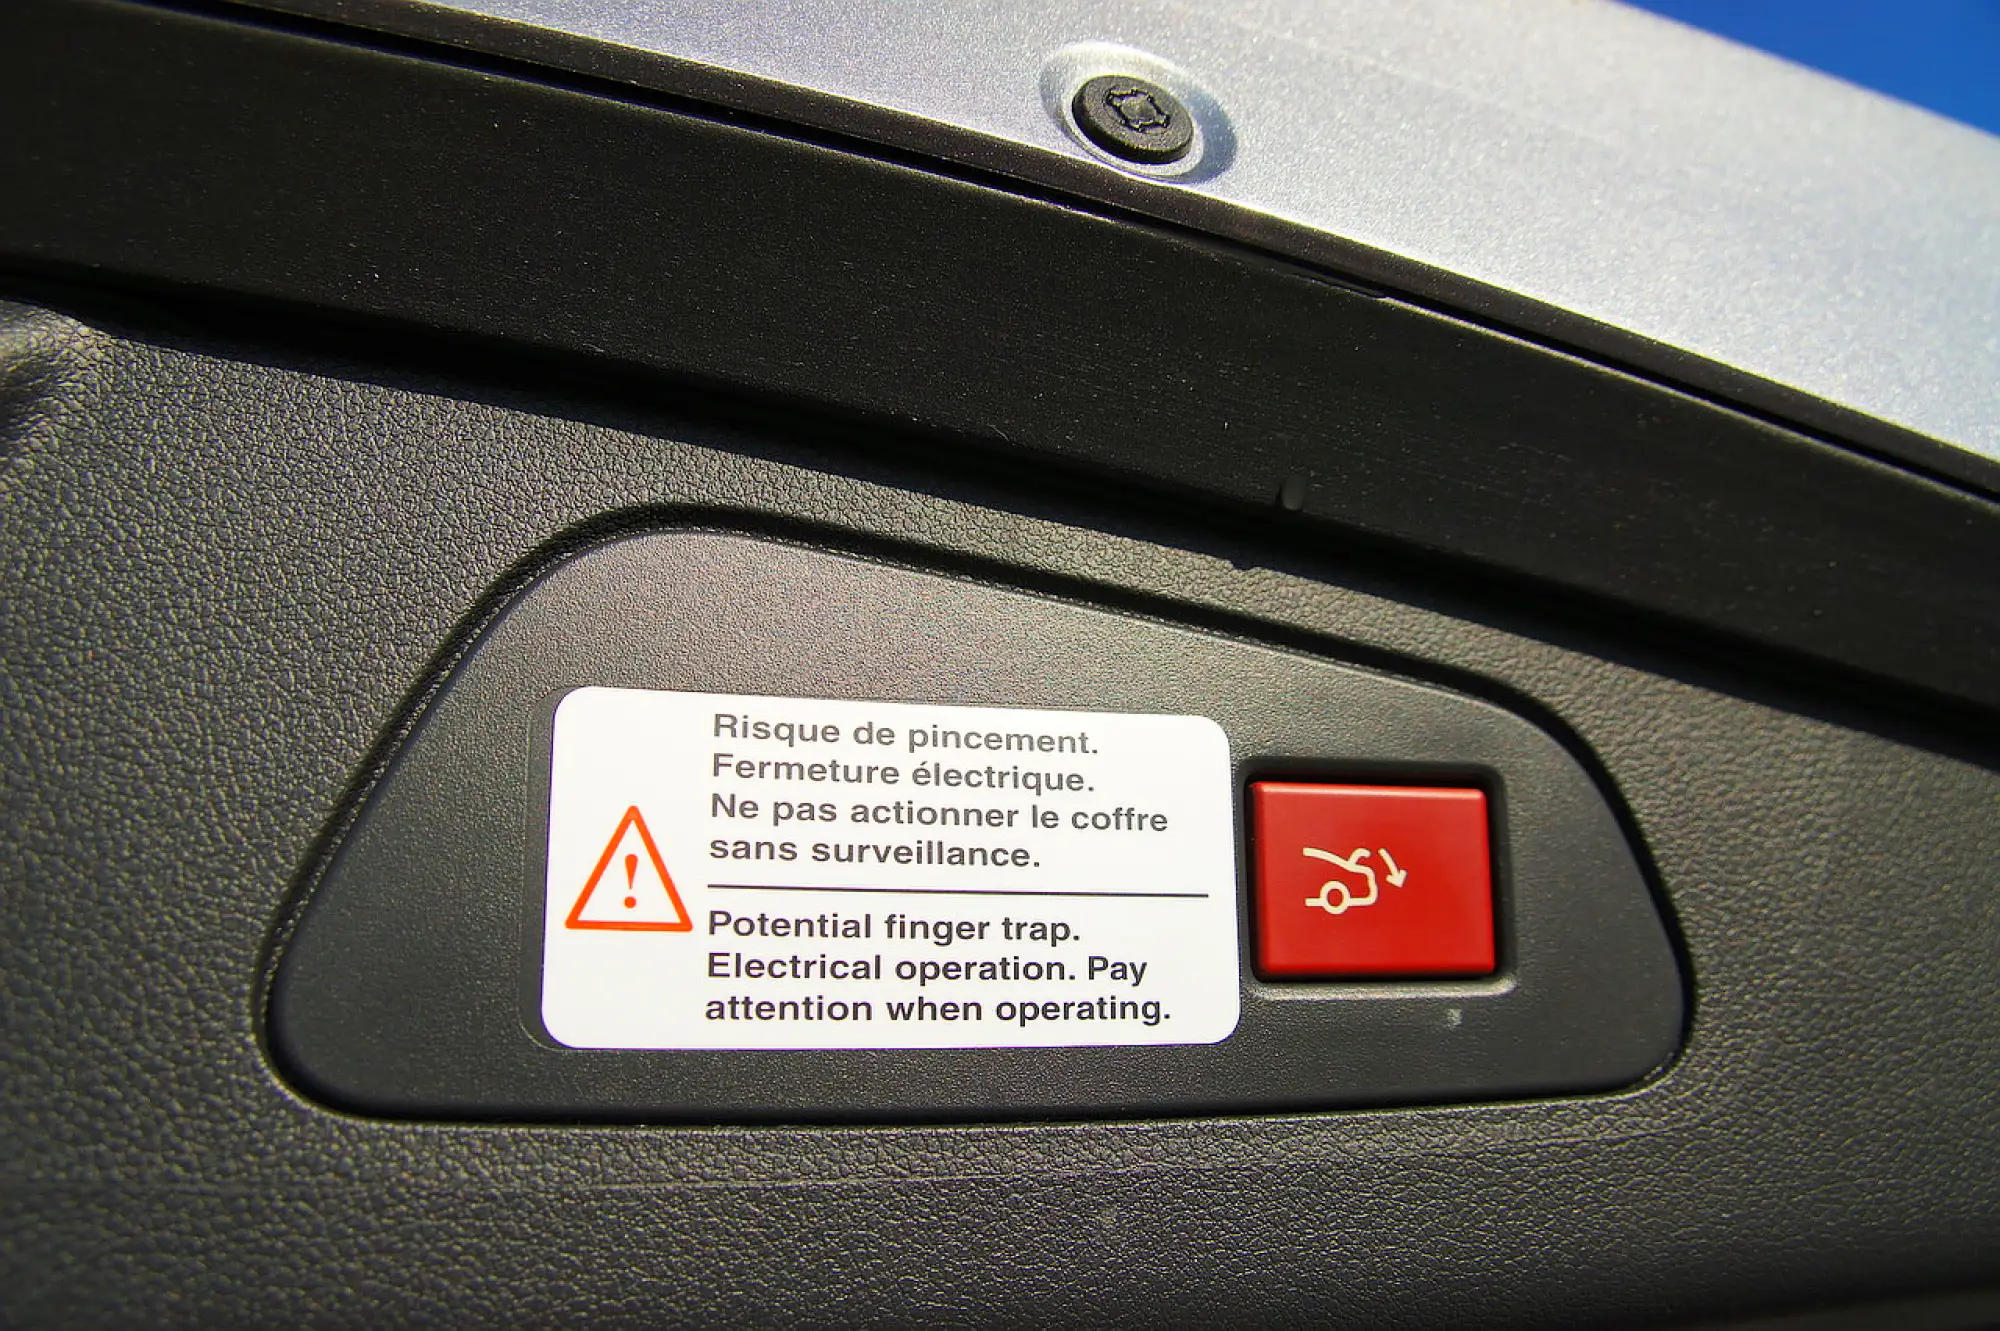 Risque de pincement.
Fermeture électrique.
Ne pas actionner le coffre
sans surveillance.
Potential finger trap.
Electrical operation. Pay
attention when operating.